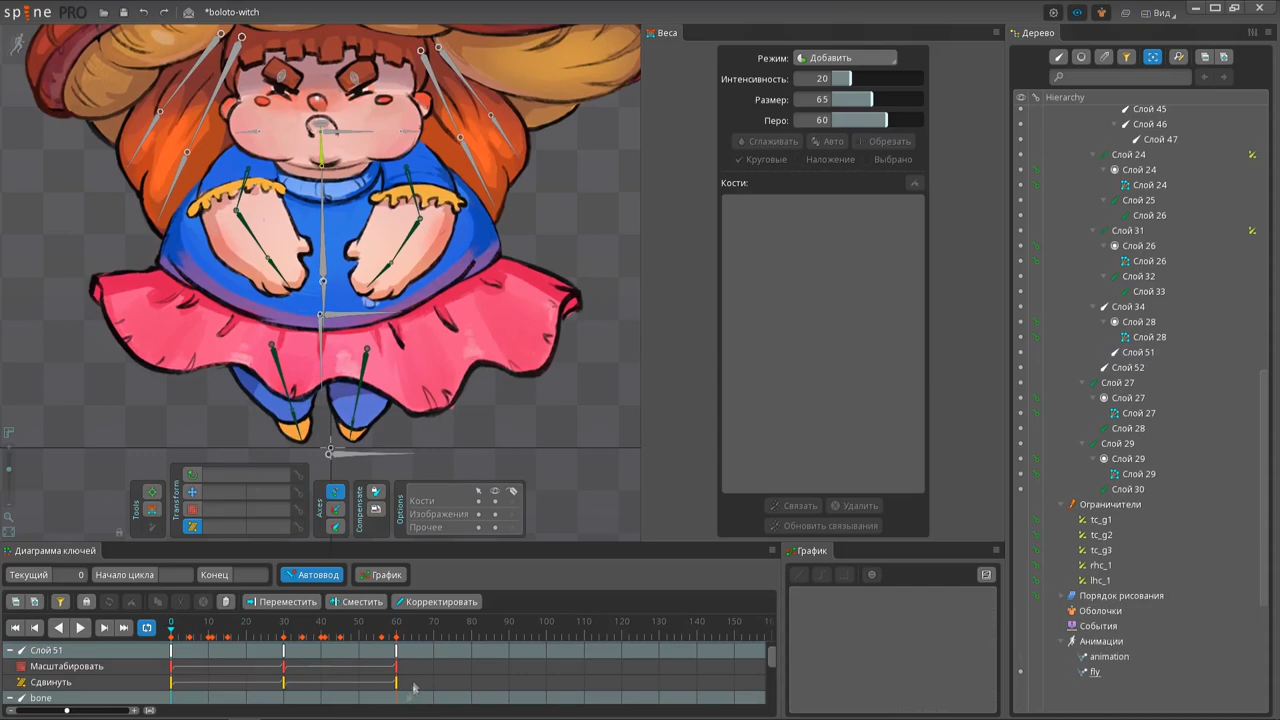 spine PRO
*boloto-witch
Вид
Веса
Дерево
Режим: Добавить
Интенсивность: 20
Размер: 65
Перо: 60
Сглаживать Авто Обрезать
Круговые Наложение Выбрано
Кости:
Связать Удалить
Обновить связывания
Hierarchy
Слой 45
Слой 46
Слой 47
Слой 24
Слой 24
Слой 24
Слой 25
Слой 26
Слой 31
Слой 26
Слой 26
Слой 32
Слой 33
Слой 34
Слой 28
Слой 28
Слой 51
Слой 52
Слой 27
Слой 27
Слой 27
Слой 28
Слой 29
Слой 29
Слой 29
Слой 30
Ограничители
tc_g1
tc_g2
tc_g3
rhc_1
lhc_1
Порядок рисования
Оболочки
События
Анимации
animation
fly
Tools
Transform
Axes
Compensate
Options
Кости
Изображения
Прочее
Диаграмма ключей
Текущий 0 Начало цикла Конец Автоввод График
Переместить Сместить Корректировать
0 10 20 30 40 50 60 70 80 90 100 110 120 130 140 150 16
Слой 51
Масштабировать
Сдвинуть
bone
График